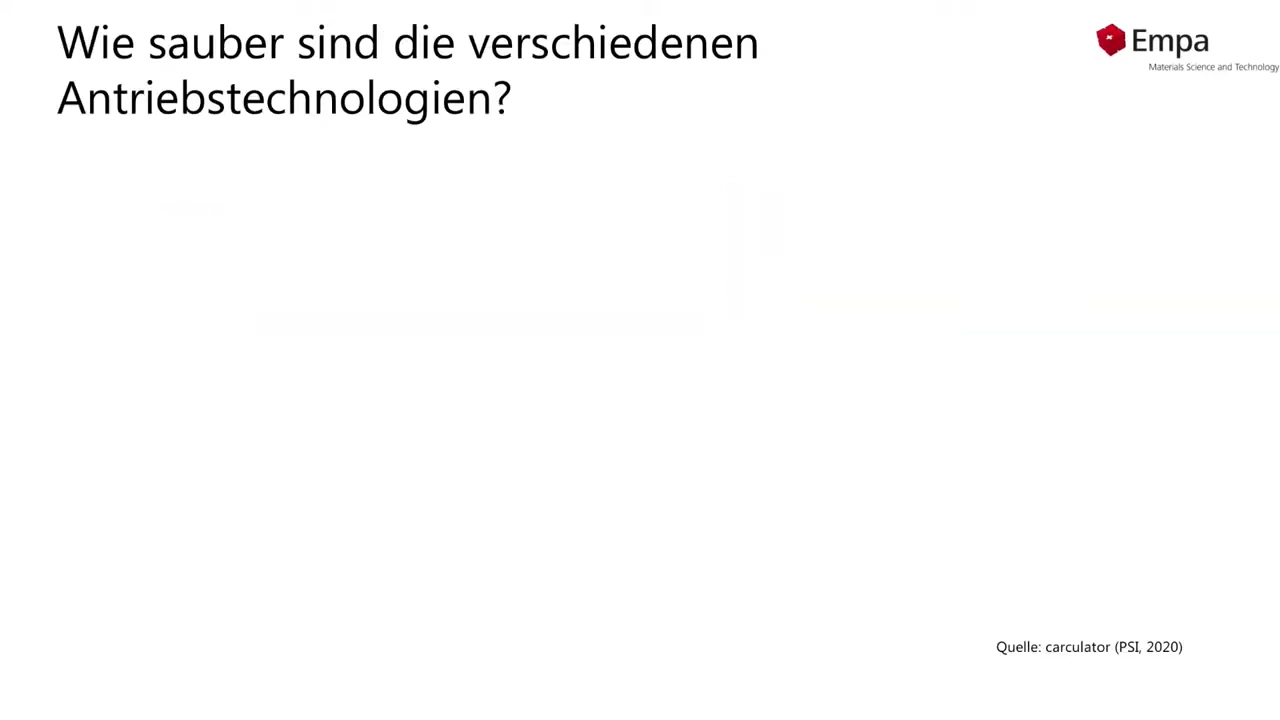 Wie sauber sind die verschiedenen
Antriebstechnologien?
Empa
Materials Science and Technology
Quelle: carculator (PSI, 2020)